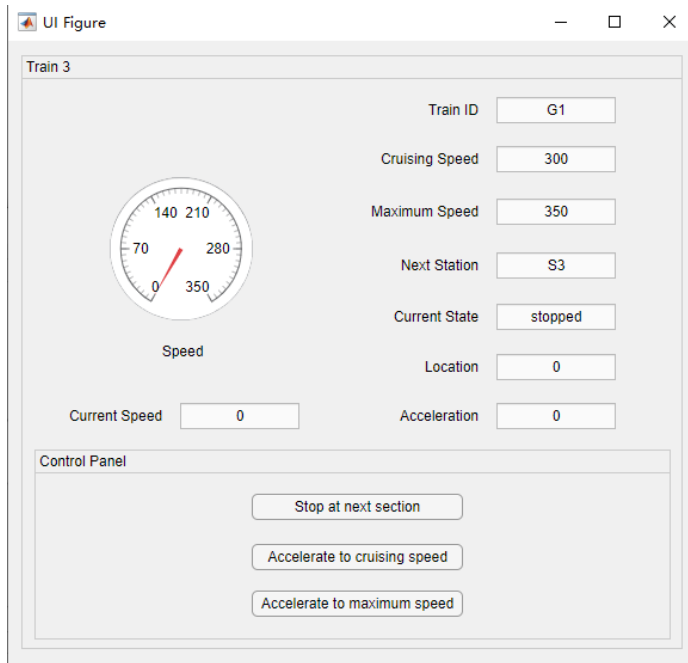 UI Figure
Train 3
Train ID G1
Cruising Speed 300
140 210
Maximum Speed 350
70 280
Next Station S3
0 350
Current State stopped
Speed
Location 0
Current Speed 0
Acceleration 0
Control Panel
Stop at next section
Accelerate to cruising speed
Accelerate to maximum speed